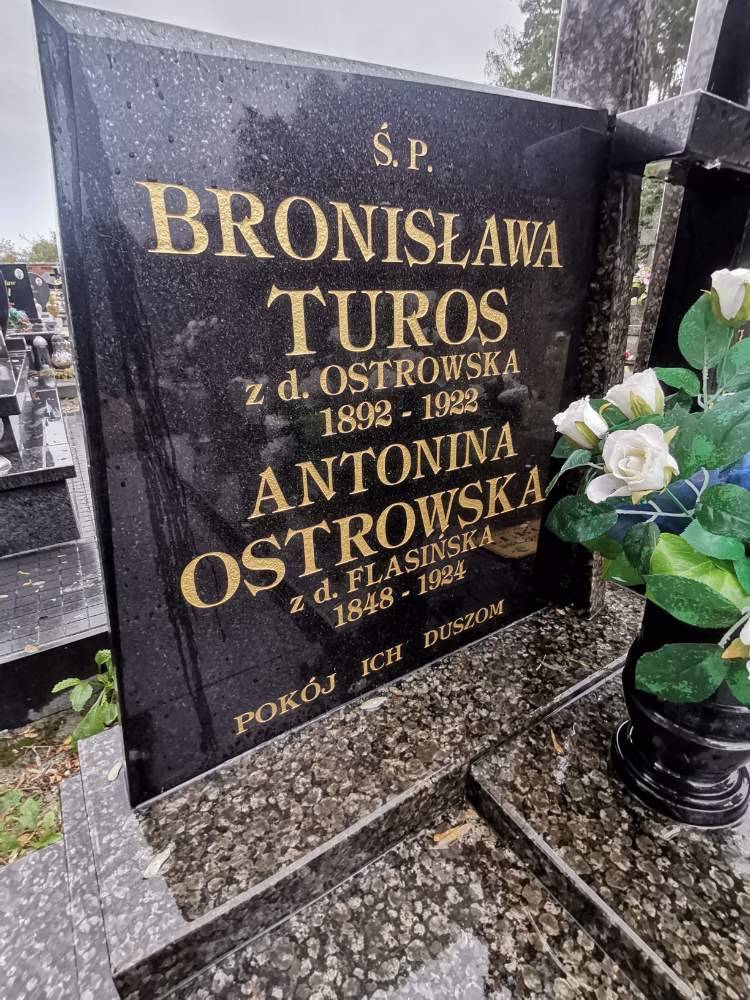 Ś. P.
BRONISŁAWA
TUROS
z d. OSTROWSKA
1892 - 1922
ANTONINA
OSTROWSKA
z d. FLASIŃSKA
1848 - 1924
POKÓJ ICH DUSZOM